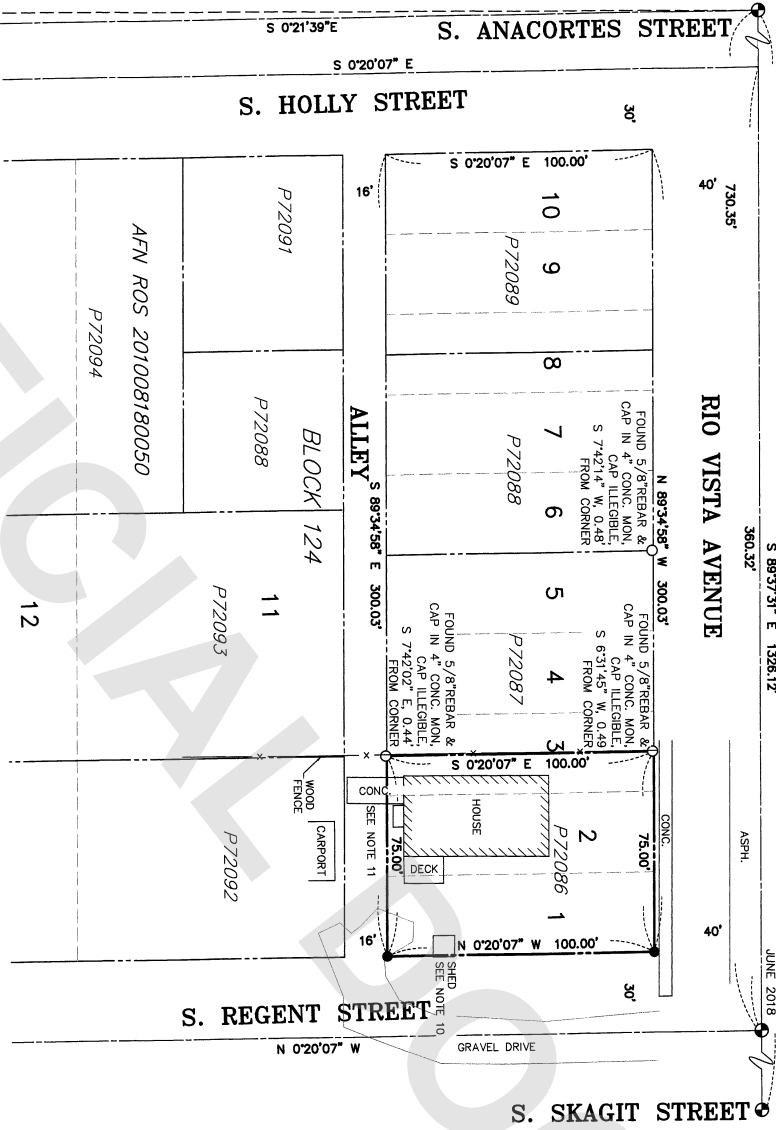 S 0°21'39"E
S. ANACORTES STREET
S 0°20'07" E
S. HOLLY STREET
30'
40'
730.35'
S 0°20'07" E 100.00'
16'
10
9
P72089
8
7
6
P72088
5
4
3
P72087
2
1
P72086
P72091
AFN ROS 201008180050
P72094
P72088
BLOCK 124
ALLEY
S 89°34'58" E 300.03'
N 89°34'58" W 300.03'
RIO VISTA AVENUE
360.32'
S 89°37'31" E 1326.12'
FOUND 5/8"REBAR &
CAP IN 4" CONC. MON,
CAP ILLEGIBLE,
S 7°42'14" W, 0.48'
FROM CORNER
FOUND 5/8"REBAR &
CAP IN 4" CONC. MON,
CAP ILLEGIBLE,
S 6°31'45" W, 0.49
FROM CORNER
FOUND 5/8"REBAR &
CAP IN 4" CONC. MON,
CAP ILLEGIBLE,
S 7°42'02" E, 0.44'
FROM CORNER
11
P72093
12
S 0°20'07" E 100.00'
CONC.
SEE NOTE 11
WOOD
FENCE
CARPORT
P72092
HOUSE
DECK
75.00'
75.00'
CONC.
ASPH.
40'
16'
N 0°20'07" W 100.00'
30'
SHED
SEE NOTE 10
JUNE 2018
S. REGENT STREET
N 0°20'07" W
GRAVEL DRIVE
S. SKAGIT STREET